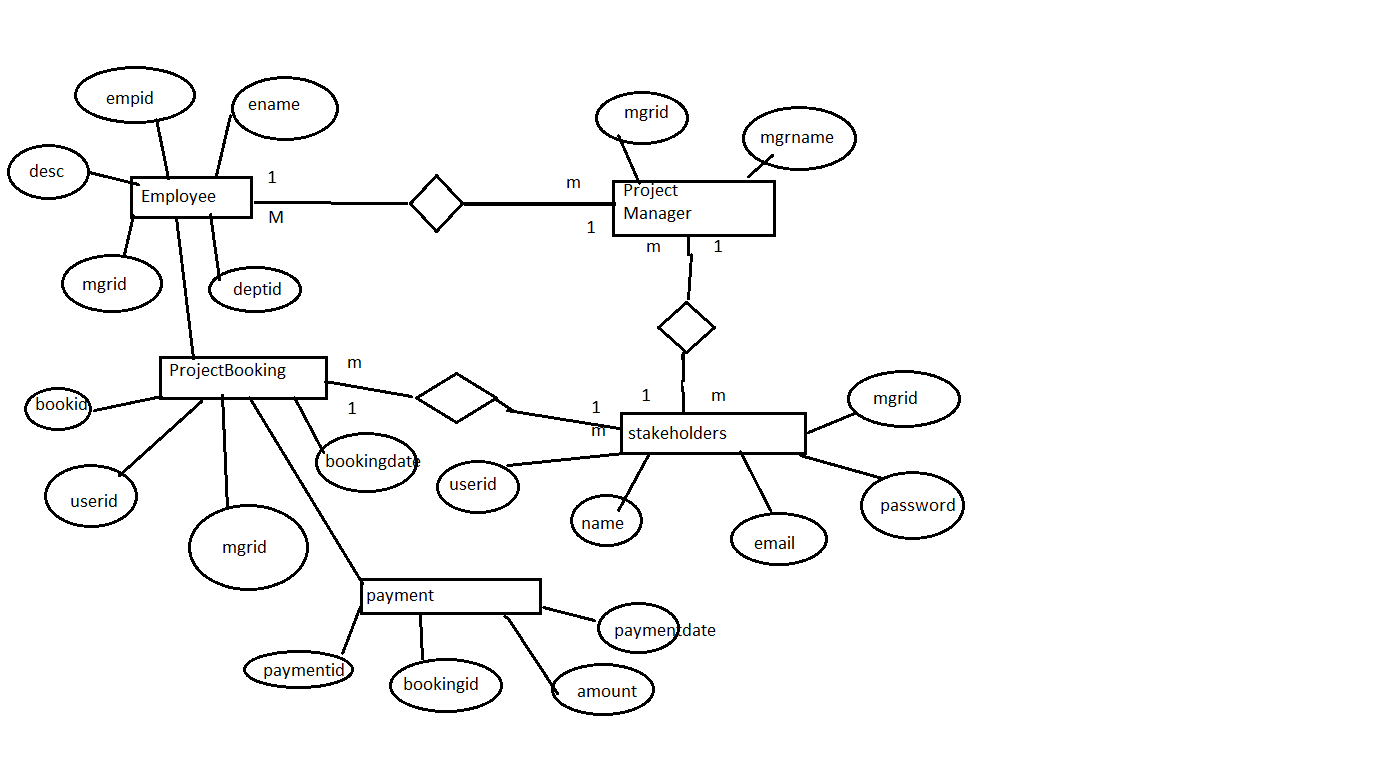 empid
ename
mgrid
mgrname
desc
Employee
1
M
m
1
Project
Manager
m
1
mgrid
deptid
ProjectBooking
m
1
1
m
1
m
stakeholders
mgrid
bookid
bookingdate
userid
mgrid
userid
name
email
password
payment
paymentid
bookingid
amount
paymentdate